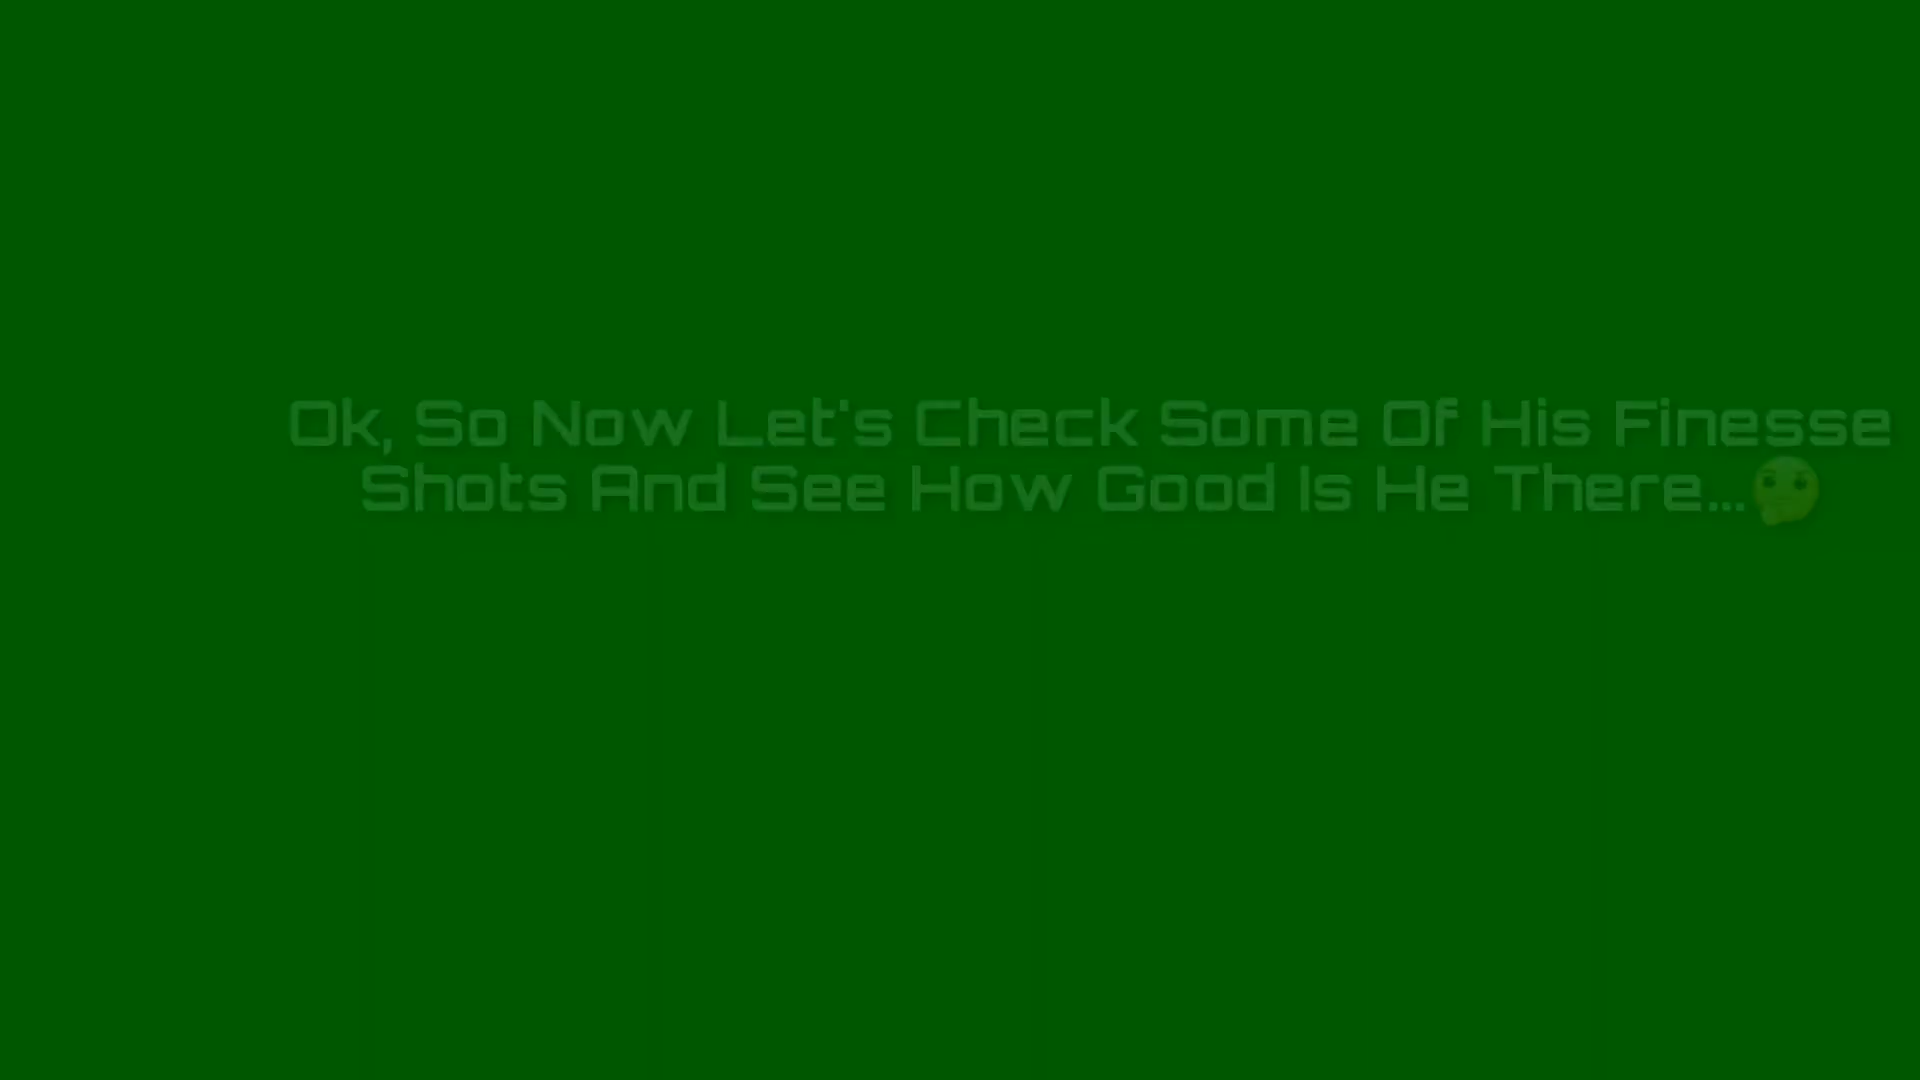 Ok, So Now Let's Check Some Of His Finesse
Shots And See How Good Is He There...🤔